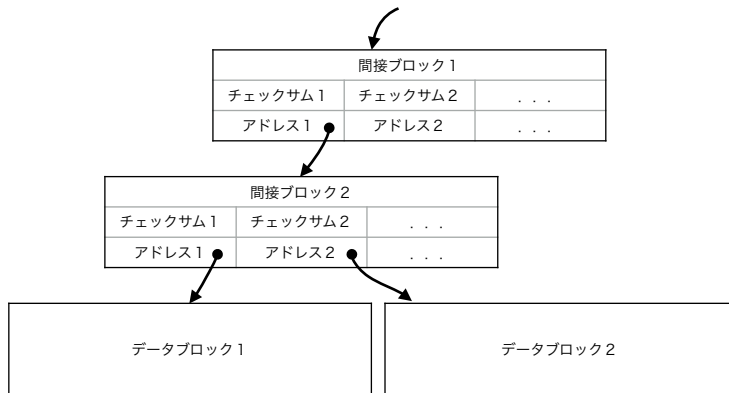 間接ブロック1
チェックサム1 チェックサム2 . . .
アドレス1 アドレス2 . . .
間接ブロック2
チェックサム1 チェックサム2 . . .
アドレス1 アドレス2 . . .
データブロック1 データブロック2